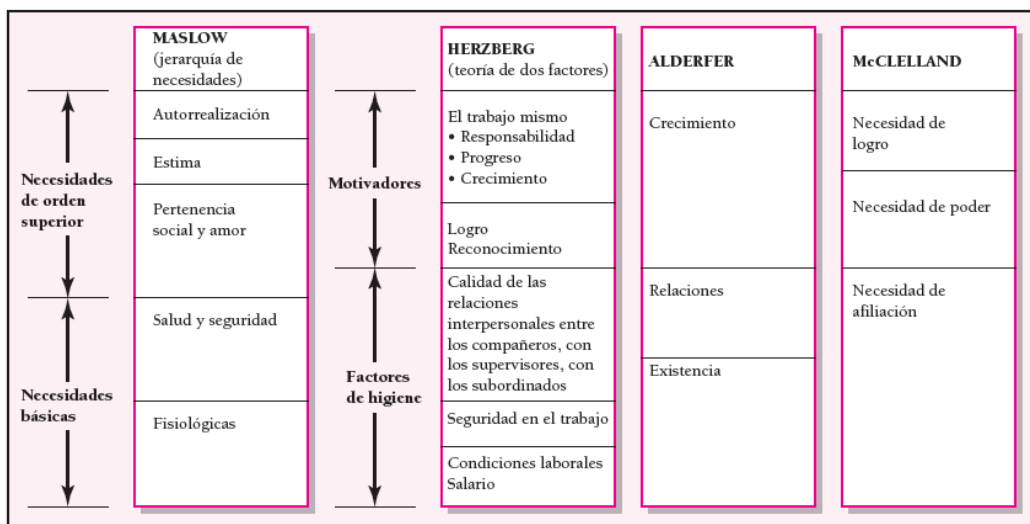 MASLOW
(jerarquía de
necesidades)
HERZBERG
(teoría de dos factores)
ALDERFER
McCLELLAND
Necesidades
de orden
superior
Autorrealización
Estima
Pertenencia
social y amor
Motivadores
El trabajo mismo
• Responsabilidad
• Progreso
• Crecimiento
Logro
Reconocimiento
Crecimiento
Necesidad de
logro
Necesidad de poder
Necesidades
básicas
Salud y seguridad
Fisiológicas
Factores
de higiene
Calidad de las
relaciones
interpersonales entre
los compañeros, con
los supervisores, con
los subordinados
Seguridad en el trabajo
Condiciones laborales
Salario
Relaciones
Existencia
Necesidad de
afiliación